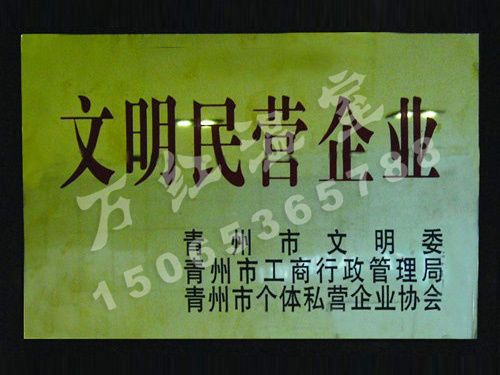 文明民营企业
青州市文明委
青州市工商行政管理局
青州市个体私营企业协会